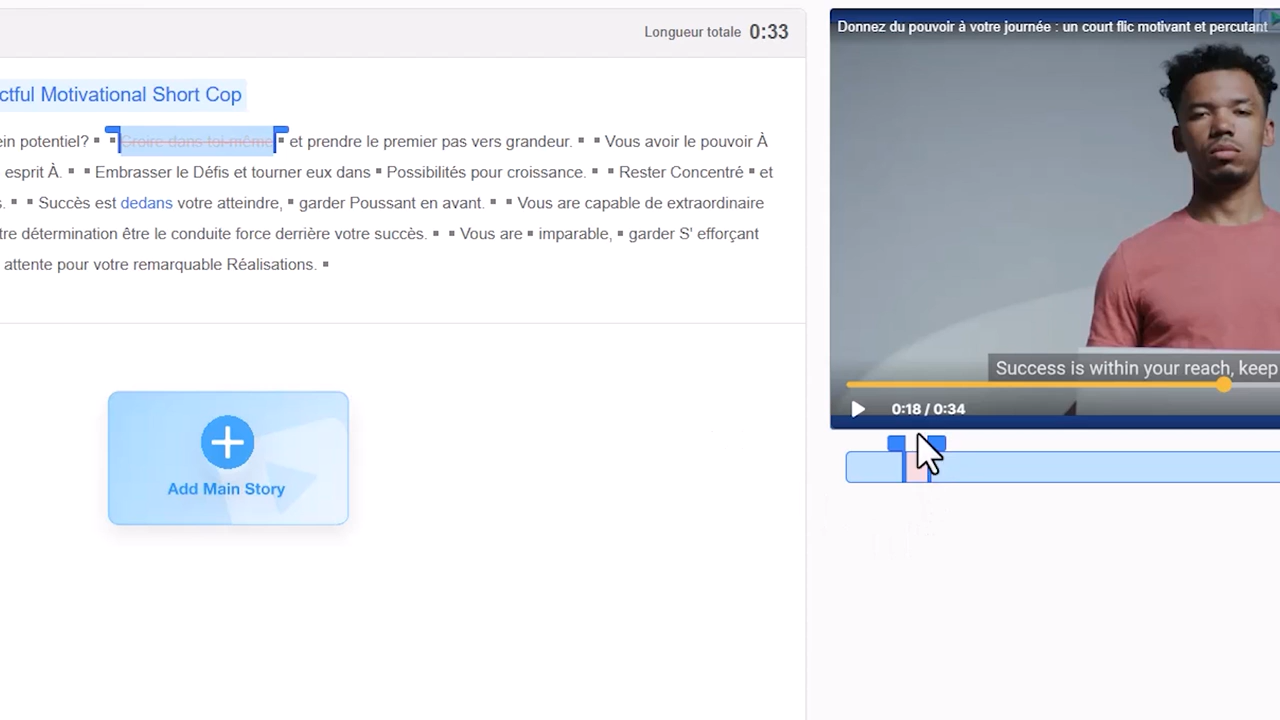 Longueur totale 0:33
ctful Motivational Short Cop
ein potentiel? ▪ ▪ Croire dans toi-même ▪ et prendre le premier pas vers grandeur. ▪ ▪ Vous avoir le pouvoir À
esprit À. ▪ ▪ Embrasser le Défis et tourner eux dans ▪ Possibilités pour croissance. ▪ ▪ Rester Concentré ▪ et
s. ▪ ▪ Succès est dedans votre atteindre, ▪ garder Poussant en avant. ▪ ▪ Vous are capable de extraordinaire
tre détermination être le conduite force derrière votre succès. ▪ ▪ Vous are ▪ imparable, ▪ garder S' efforçant
attente pour votre remarquable Réalisations. ▪
Add Main Story
Donnez du pouvoir à votre journée : un court flic motivant et percutant
Success is within your reach, keep
0:18 / 0:34